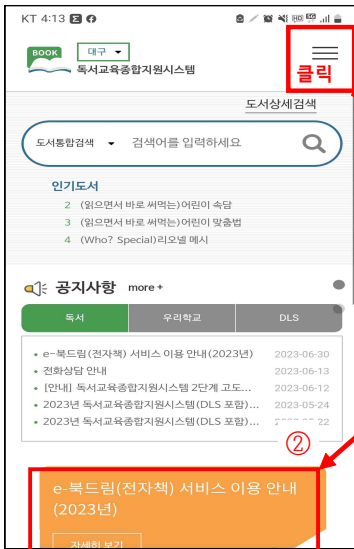 KT 4:13
BOOK 대구
독서교육종합지원시스템
클릭
도서상세검색
도서통합검색 검색어를 입력하세요
인기도서
2 (읽으면서 바로 써먹는)어린이 속담
3 (읽으면서 바로 써먹는)어린이 맞춤법
4 (Who? Special)리오넬 메시
공지사항 more +
독서 우리학교 DLS
• e-북드림(전자책) 서비스 이용 안내(2023년) 2023-06-30
• 전화상담 안내 2023-06-13
• [안내] 독서교육종합지원시스템 2단계 고도... 2023-06-12
• 2023년 독서교육종합지원시스템(DLS 포함)... 2023-05-24
• 2023년 독서교육종합지원시스템(DLS 포함)... 22
②
e-북드림(전자책) 서비스 이용 안내
(2023년)
자세히 보기